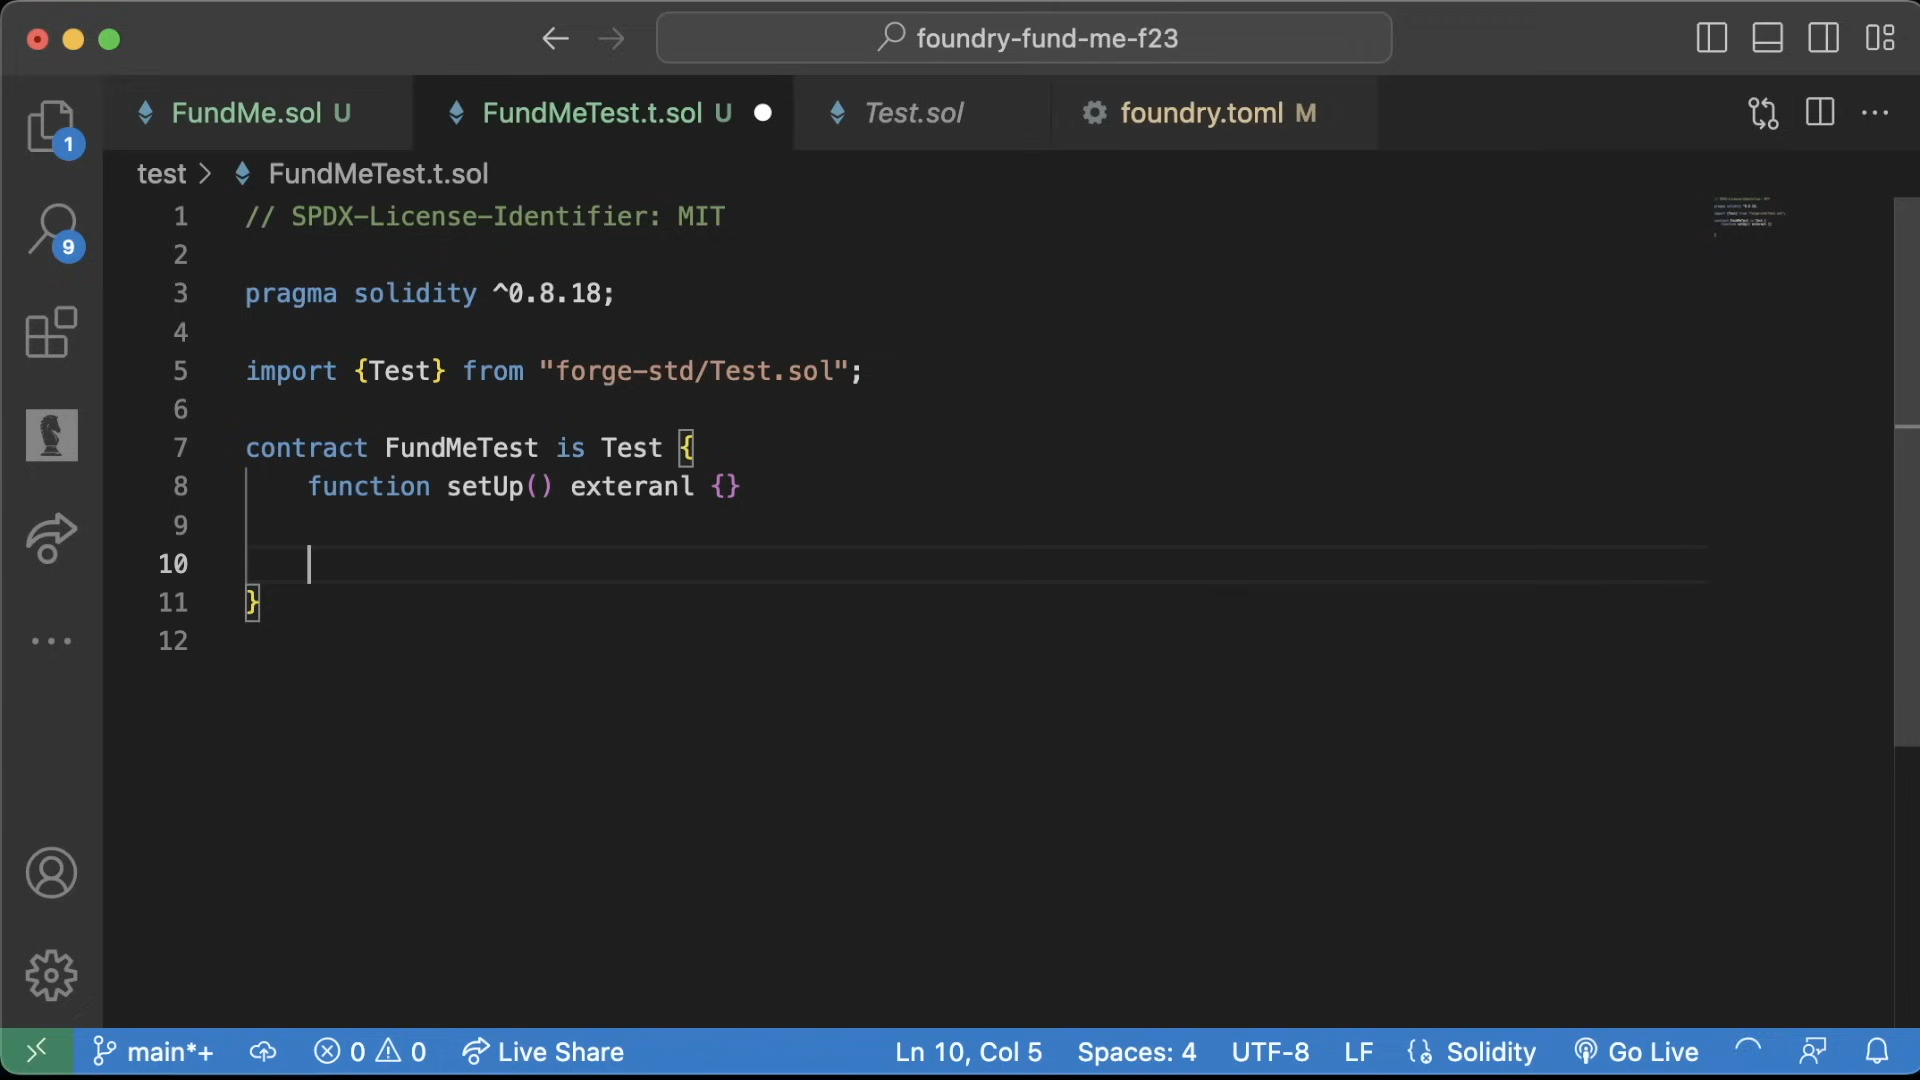 foundry-fund-me-f23
FundMe.sol U
FundMeTest.t.sol U
Test.sol
foundry.toml M
1
9
test > FundMeTest.t.sol
1 // SPDX-License-Identifier: MIT
2
3 pragma solidity ^0.8.18;
4
5 import {Test} from "forge-std/Test.sol";
6
7 contract FundMeTest is Test {
8 function setUp() exteranl {}
9
10
11 }
12
main*+ 0 0 Live Share Ln 10, Col 5 Spaces: 4 UTF-8 LF Solidity Go Live